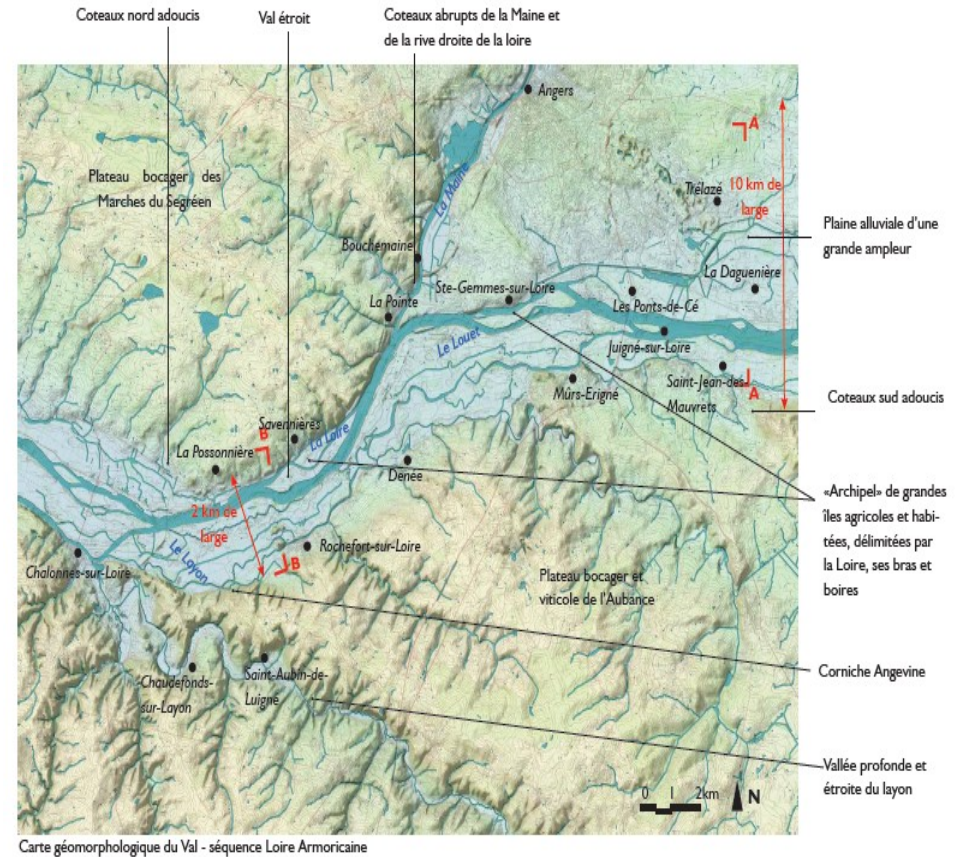 Coteaux nord adoucis
Val étroit
Coteaux abrupts de la Maine et
de la rive droite de la loire
Angers
A
Plateau bocager des
Marches du Segréen
La Maine
Trélazé
10 km de
large
Plaine alluviale d'une
grande ampleur
Bouchemaine
La Daguenière
Ste-Gemmes-sur-Loire
Les Ponts-de-Cé
La Pointe
Le Louet
Juigné-sur-Loire
Mûrs-Erigné
Saint-Jean-des-
Mauvrets
A
Coteaux sud adoucis
Savennières
La Loire
B
La Possonnière
Denée
2 km de
large
«Archipel» de grandes
îles agricoles et habi-
tées, délimitées par
la Loire, ses bras et
boires
Le Layon
Rochefort-sur-Loire
B
Chalonnes-sur-Loire
Plateau bocager et
viticole de l'Aubance
Corniche Angevine
Chaudefonds-
sur-Layon
Saint-Aubin-de-
Luigné
Vallée profonde et
étroite du layon
0 1 2km
N
Carte géomorphologique du Val - séquence Loire Armoricaine